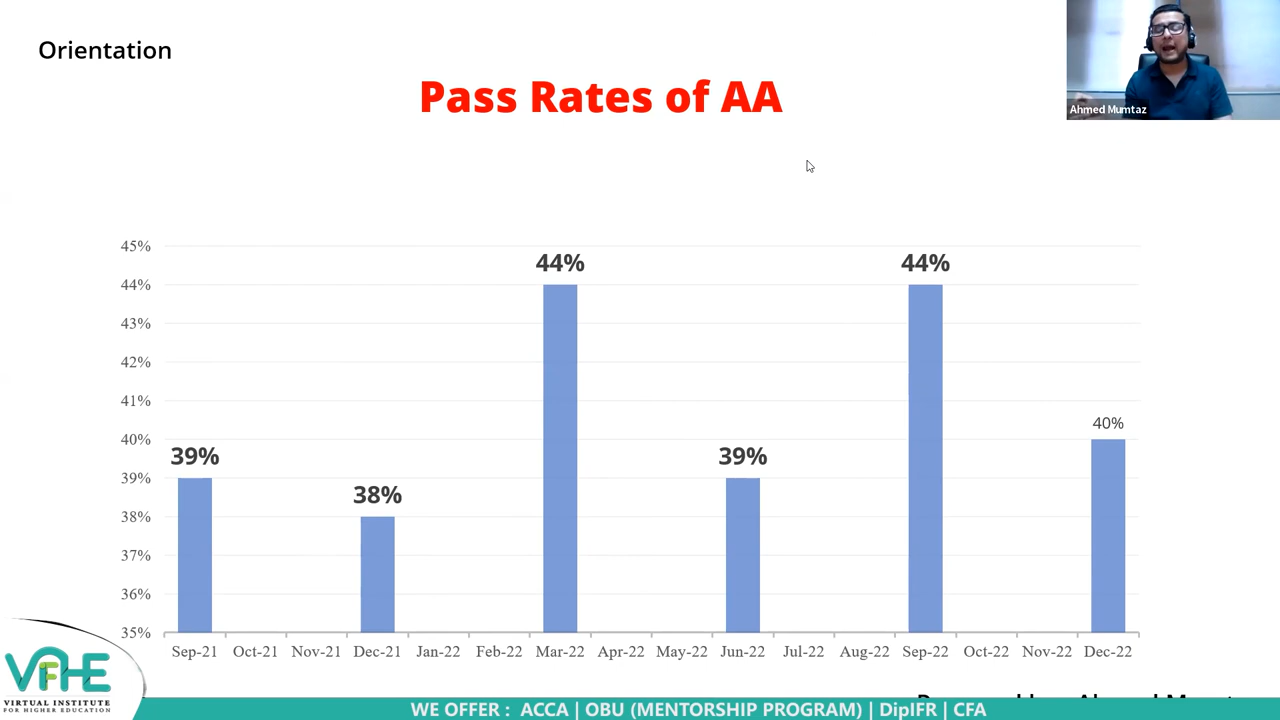 Orientation
Pass Rates of AA
Ahmed Mumtaz
45%
44%
43%
42%
41%
40%
39%
38%
37%
36%
35%
39%
38%
44%
39%
44%
40%
Sep-21 Oct-21 Nov-21 Dec-21 Jan-22 Feb-22 Mar-22 Apr-22 May-22 Jun-22 Jul-22 Aug-22 Sep-22 Oct-22 Nov-22 Dec-22
VFHE
VIRTUAL INSTITUTE
FOR HIGHER EDUCATION
WE OFFER : ACCA | OBU (MENTORSHIP PROGRAM) | DipIFR | CFA